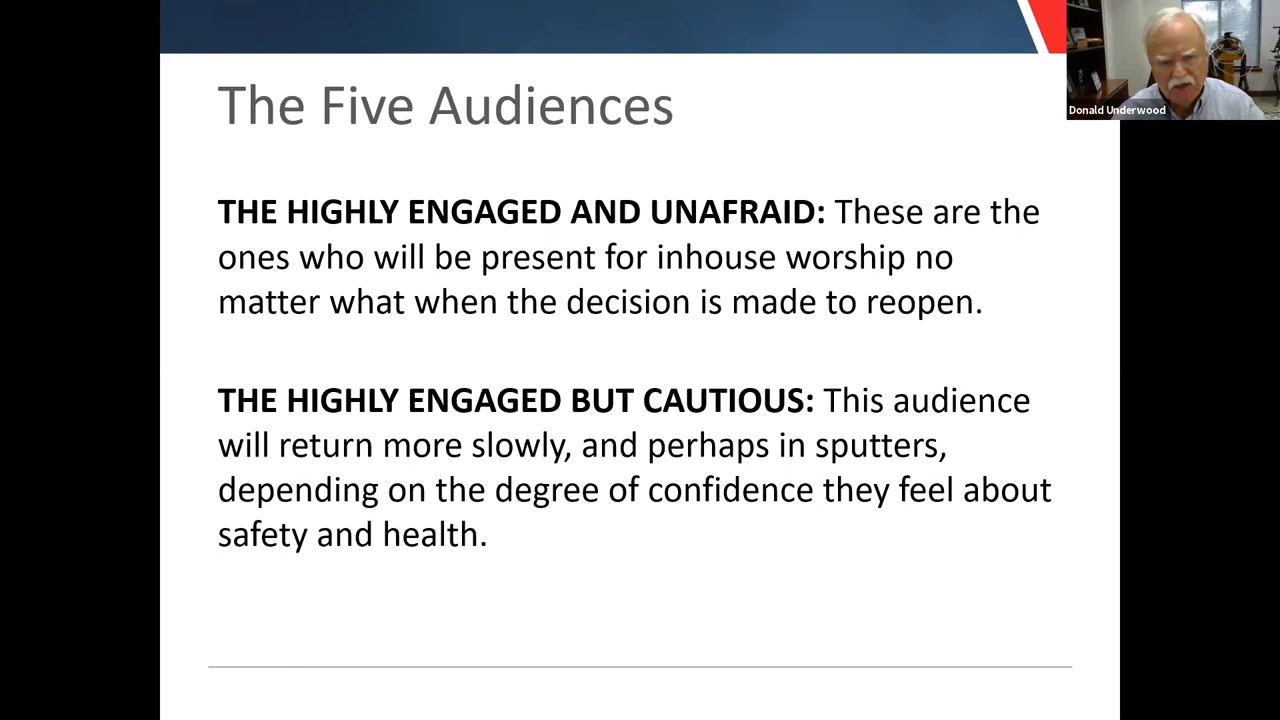 The Five Audiences
Donald Underwood
THE HIGHLY ENGAGED AND UNAFRAID: These are the
ones who will be present for inhouse worship no
matter what when the decision is made to reopen.
THE HIGHLY ENGAGED BUT CAUTIOUS: This audience
will return more slowly, and perhaps in sputters,
depending on the degree of confidence they feel about
safety and health.